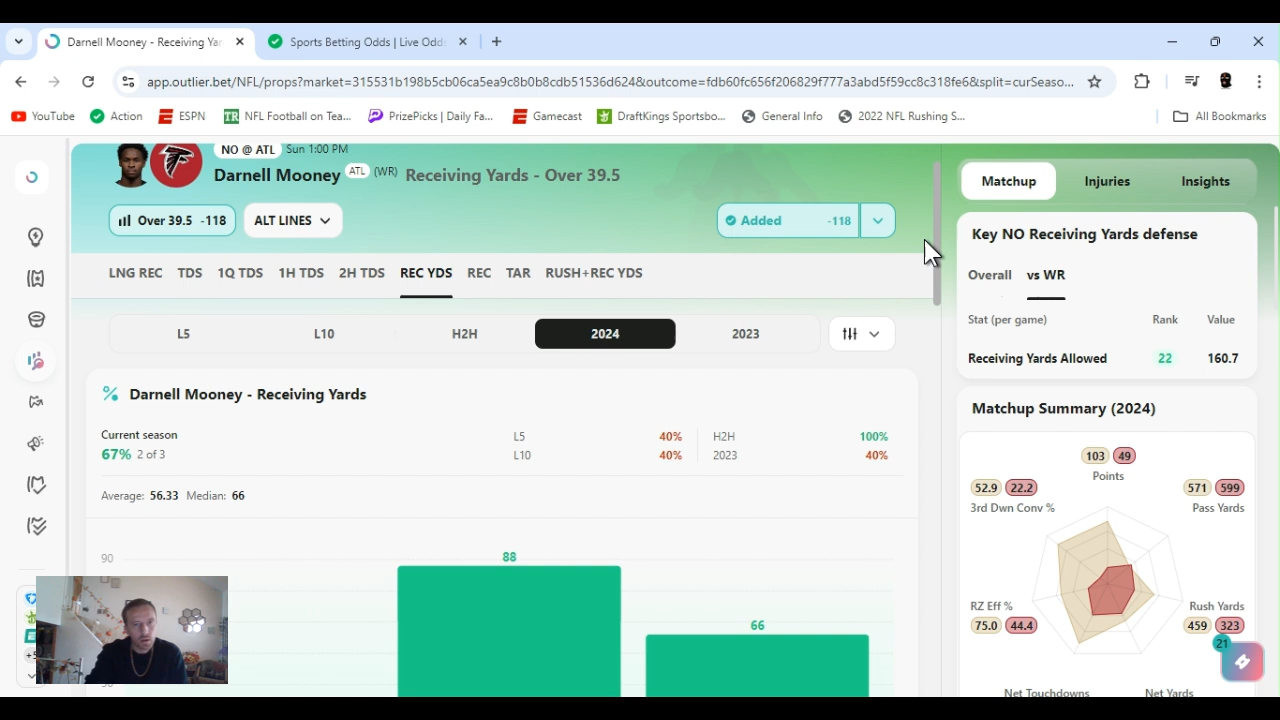 Darnell Mooney - Receiving Ya
Sports Betting Odds | Live Odd
app.outlier.bet/NFL/props?market=315531b198b5cb06ca5ea9c8b0b8cdb51536d624&outcome=fdb60fc656f206829f777a3abd5f59cc8c318fe6&split=curSeaso...
YouTube Action ESPN NFL Football on Tea... PrizePicks | Daily Fa... Gamecast DraftKings Sportsbo... General Info 2022 NFL Rushing S... All Bookmarks
NO @ ATL Sun 1:00 PM
Darnell Mooney ATL (WR) Receiving Yards - Over 39.5
Over 39.5 -118 ALT LINES Added -118
LNG REC TDS 1Q TDS 1H TDS 2H TDS REC YDS REC TAR RUSH+REC YDS
L5 L10 H2H 2024 2023
Darnell Mooney - Receiving Yards
Current season
67% 2 of 3
L5 40% H2H 100%
L10 40% 2023 40%
Average: 56.33 Median: 66
90
88
66
Matchup Injuries Insights
Key NO Receiving Yards defense
Overall vs WR
Stat (per game) Rank Value
Receiving Yards Allowed 22 160.7
Matchup Summary (2024)
103 49
Points
52.9 22.2
3rd Dwn Conv %
571 599
Pass Yards
RZ Eff %
75.0 44.4
Rush Yards
459 323
21
Net Touchdowns Net Yards